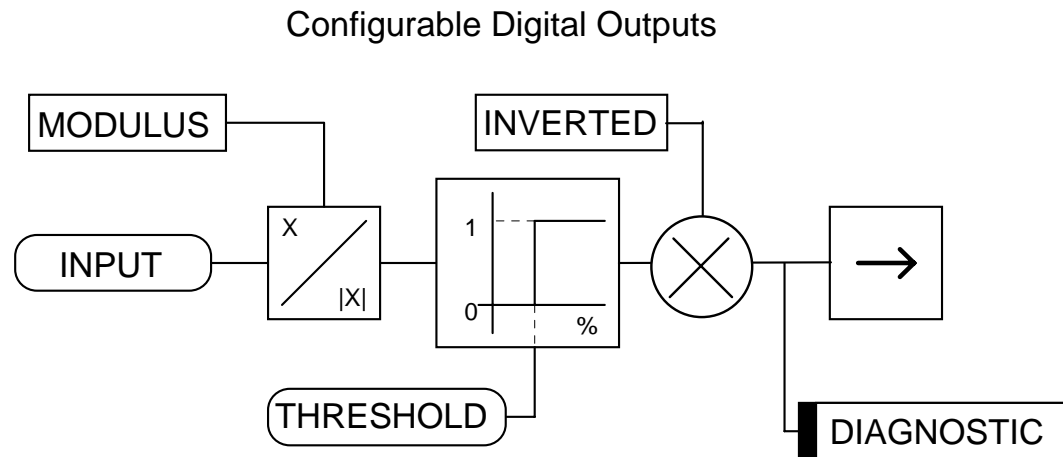 Configurable Digital Outputs
MODULUS
INVERTED
X
|X|
1
0
%
INPUT
THRESHOLD
DIAGNOSTIC